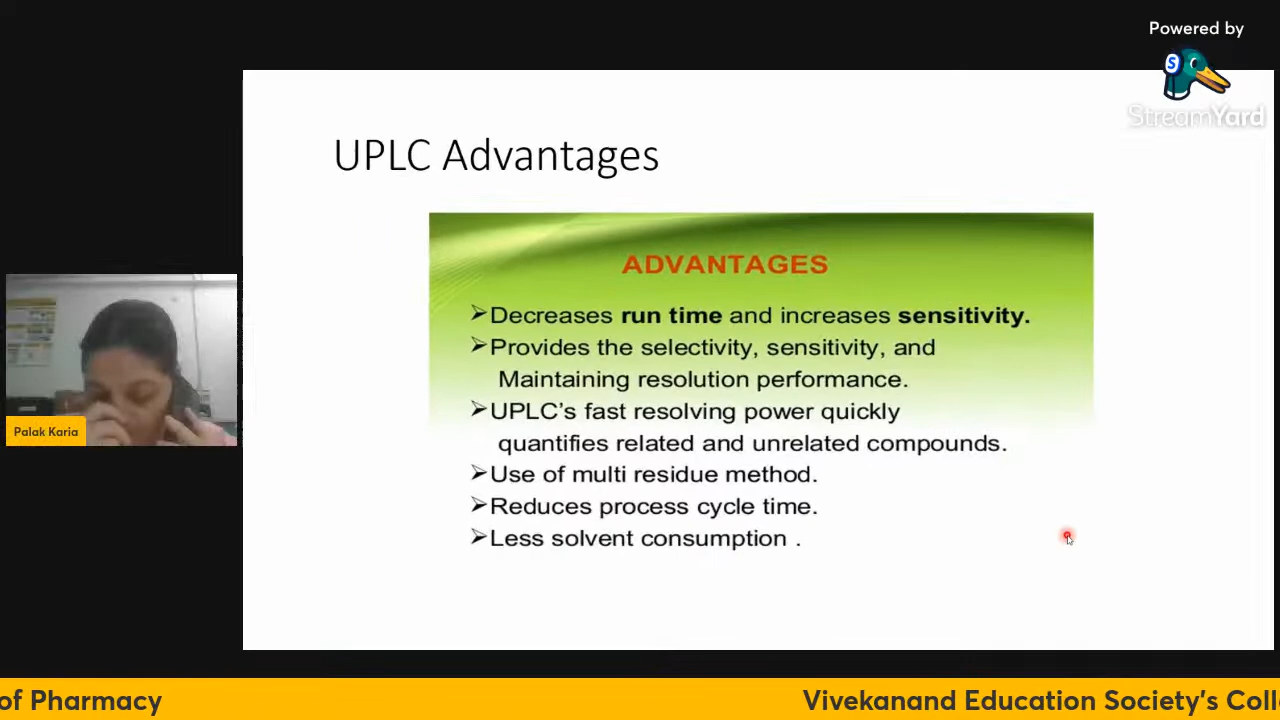 Powered by
StreamYard
UPLC Advantages
ADVANTAGES
➢Decreases run time and increases sensitivity.
➢Provides the selectivity, sensitivity, and
Maintaining resolution performance.
➢UPLC's fast resolving power quickly
quantifies related and unrelated compounds.
➢Use of multi residue method.
➢Reduces process cycle time.
➢Less solvent consumption .
Palak Karia
of Pharmacy
Vivekanand Education Society's Coll